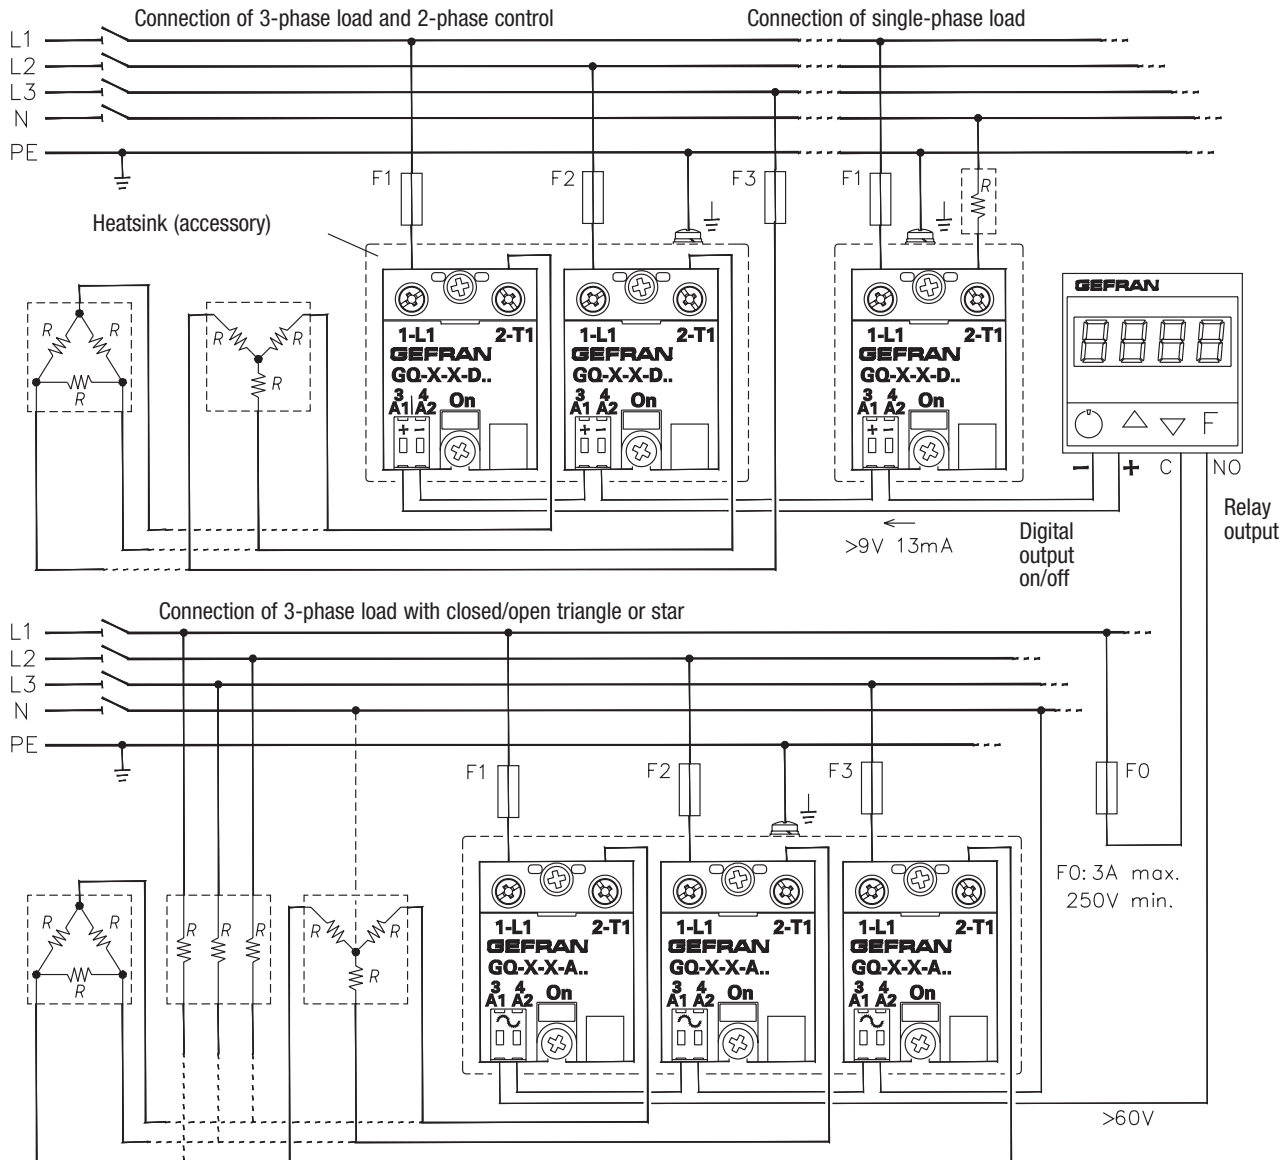 Connection of 3-phase load and 2-phase control
Connection of single-phase load
L1
L2
L3
N
PE
F1
F2
F3
F1
R
Heatsink (accessory)
R
R
R
R
R
R
1-L1
2-T1
GEFRAN
GQ-X-X-D..
3
4
A1
A2
On
+
−
1-L1
2-T1
GEFRAN
GQ-X-X-D..
3
4
A1
A2
On
+
−
1-L1
2-T1
GEFRAN
GQ-X-X-D..
3
4
A1
A2
On
+
−
GEFRAN
8888
F
−
+
C
NO
>9V 13mA
Digital
output
on/off
Relay
output
Connection of 3-phase load with closed/open triangle or star
L1
L2
L3
N
PE
F1
F2
F3
F0
F0: 3A max.
250V min.
R
R
R
R
R
R
R
R
R
1-L1
2-T1
GEFRAN
GQ-X-X-A..
3
4
A1
A2
On
1-L1
2-T1
GEFRAN
GQ-X-X-A..
3
4
A1
A2
On
1-L1
2-T1
GEFRAN
GQ-X-X-A..
3
4
A1
A2
On
>60V